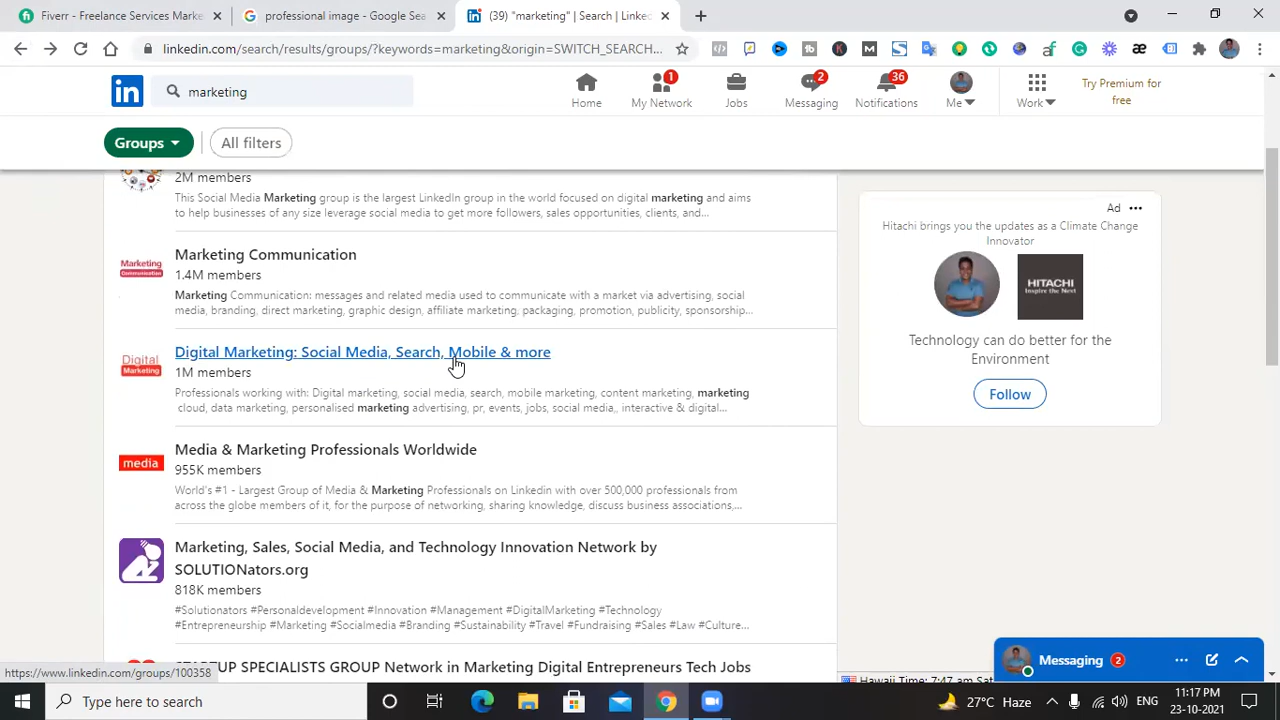 Fiverr - Freelance Services Marke
professional image - Google Sea
(39) "marketing" | Search | Linke
linkedin.com/search/results/groups/?keywords=marketing&origin=SWITCH_SEARCH...
in
marketing
Home
1
My Network
Jobs
2
Messaging
36
Notifications
Me
Work
Try Premium for
free
Groups
All filters
2M members
This Social Media Marketing group is the largest LinkedIn group in the world focused on digital marketing and aims
to help businesses of any size leverage social media to get more followers, sales opportunities, clients, and...
Marketing
Communication
Marketing Communication
1.4M members
Marketing Communication: messages and related media used to communicate with a market via advertising, social
media, branding, direct marketing, graphic design, affiliate marketing, packaging, promotion, publicity, sponsorship...
Digital
Marketing
Digital Marketing: Social Media, Search, Mobile & more
1M members
Professionals working with: Digital marketing, social media, search, mobile marketing, content marketing, marketing
cloud, data marketing, personalised marketing advertising, pr, events, jobs, social media,, interactive & digital...
media
Media & Marketing Professionals Worldwide
955K members
World's #1 - Largest Group of Media & Marketing Professionals on Linkedin with over 500,000 professionals from
across the globe members of it, for the purpose of networking, sharing knowledge, discuss business associations,...
Marketing, Sales, Social Media, and Technology Innovation Network by
SOLUTIONators.org
818K members
#Solutionators #Personaldevelopment #Innovation #Management #DigitalMarketing #Technology
#Entrepreneurship #Marketing #Socialmedia #Branding #Sustainability #Travel #Fundraising #Sales #Law #Culture...
UP SPECIALISTS GROUP Network in Marketing Digital Entrepreneurs Tech Jobs
Ad
Hitachi brings you the updates as a Climate Change
Innovator
HITACHI
Inspire the Next
Technology can do better for the
Environment
Follow
Messaging
2
https://www.linkedin.com/groups/100358
Hawaii Time: 7:47 am Sat
Type here to search
27°C Haze
ENG
11:17 PM
23-10-2021